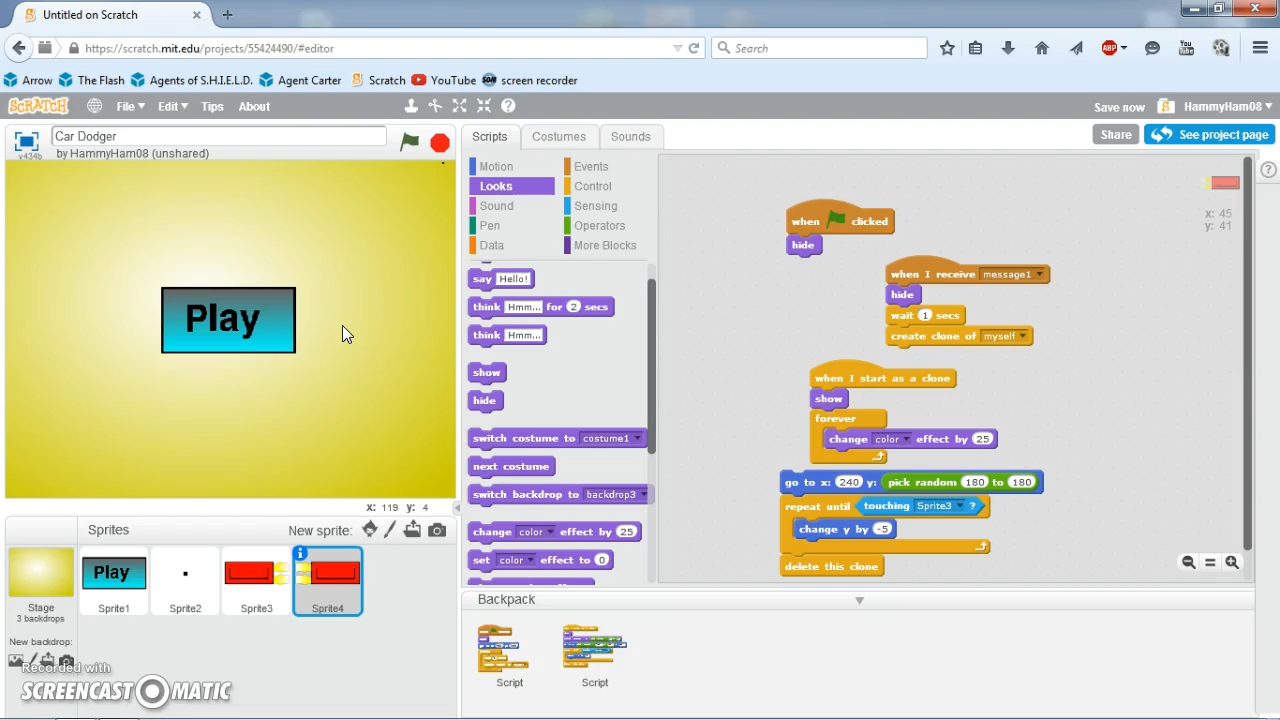 Untitled on Scratch
https://scratch.mit.edu/projects/55424490/#editor
Search
ABP
You Tube
Arrow The Flash Agents of S.H.I.E.L.D. Agent Carter Scratch YouTube SOM screen recorder
SCRATCH File Edit Tips About
Save now HammyHam08
Car Dodger
by HammyHam08 (unshared)
v434b
Scripts Costumes Sounds
Share See project page
Motion Events
Looks Control
Sound Sensing
Pen Operators
Data More Blocks
say Hello!
think Hmm... for 2 secs
think Hmm...
show
hide
switch costume to costume1
next costume
switch backdrop to backdrop3
change color effect by 25
set color effect to 0
Play
x: 119 y: 4
x: 45
y: 41
when clicked
hide
when I receive message1
hide
wait 1 secs
create clone of myself
when I start as a clone
show
forever
change color effect by 25
go to x: 240 y: pick random 180 to 180
repeat until touching Sprite3 ?
change y by -5
delete this clone
Sprites New sprite:
Play
Stage
3 backdrops
Sprite1 Sprite2 Sprite3 Sprite4
New backdrop:
Backpack
Script Script
Recorded with
SCREENCAST MATIC